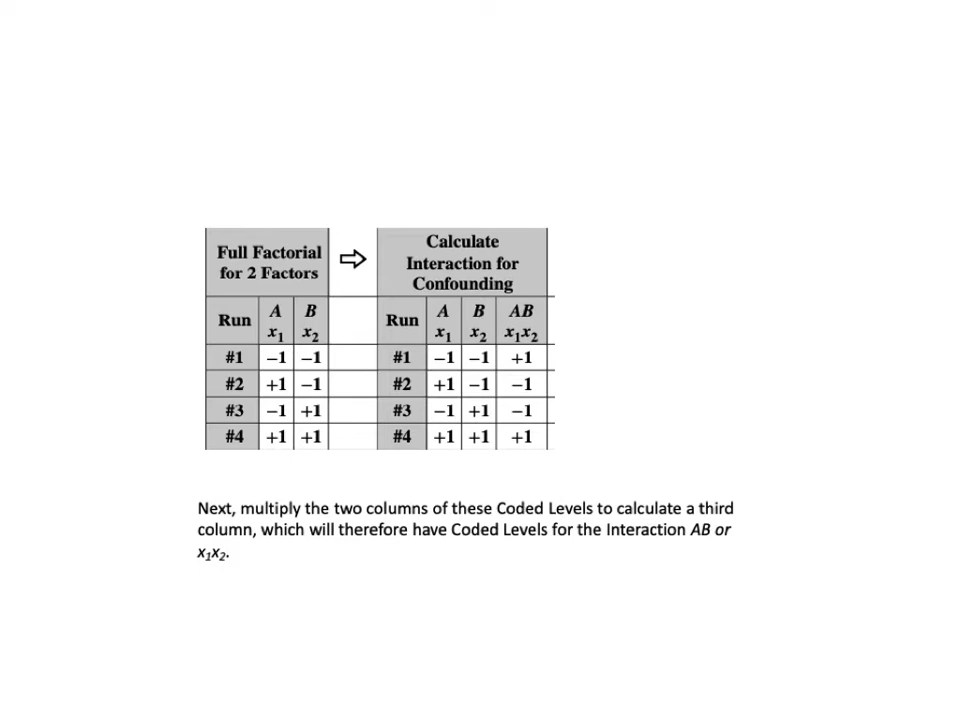 Full Factorial
for 2 Factors
⇨
Calculate
Interaction for
Confounding
Run A x₁ B x₂
Run A x₁ B x₂ AB x₁x₂
#1 −1 −1 #1 −1 −1 +1
#2 +1 −1 #2 +1 −1 −1
#3 −1 +1 #3 −1 +1 −1
#4 +1 +1 #4 +1 +1 +1
Next, multiply the two columns of these Coded Levels to calculate a third
column, which will therefore have Coded Levels for the Interaction AB or
x₁x₂.